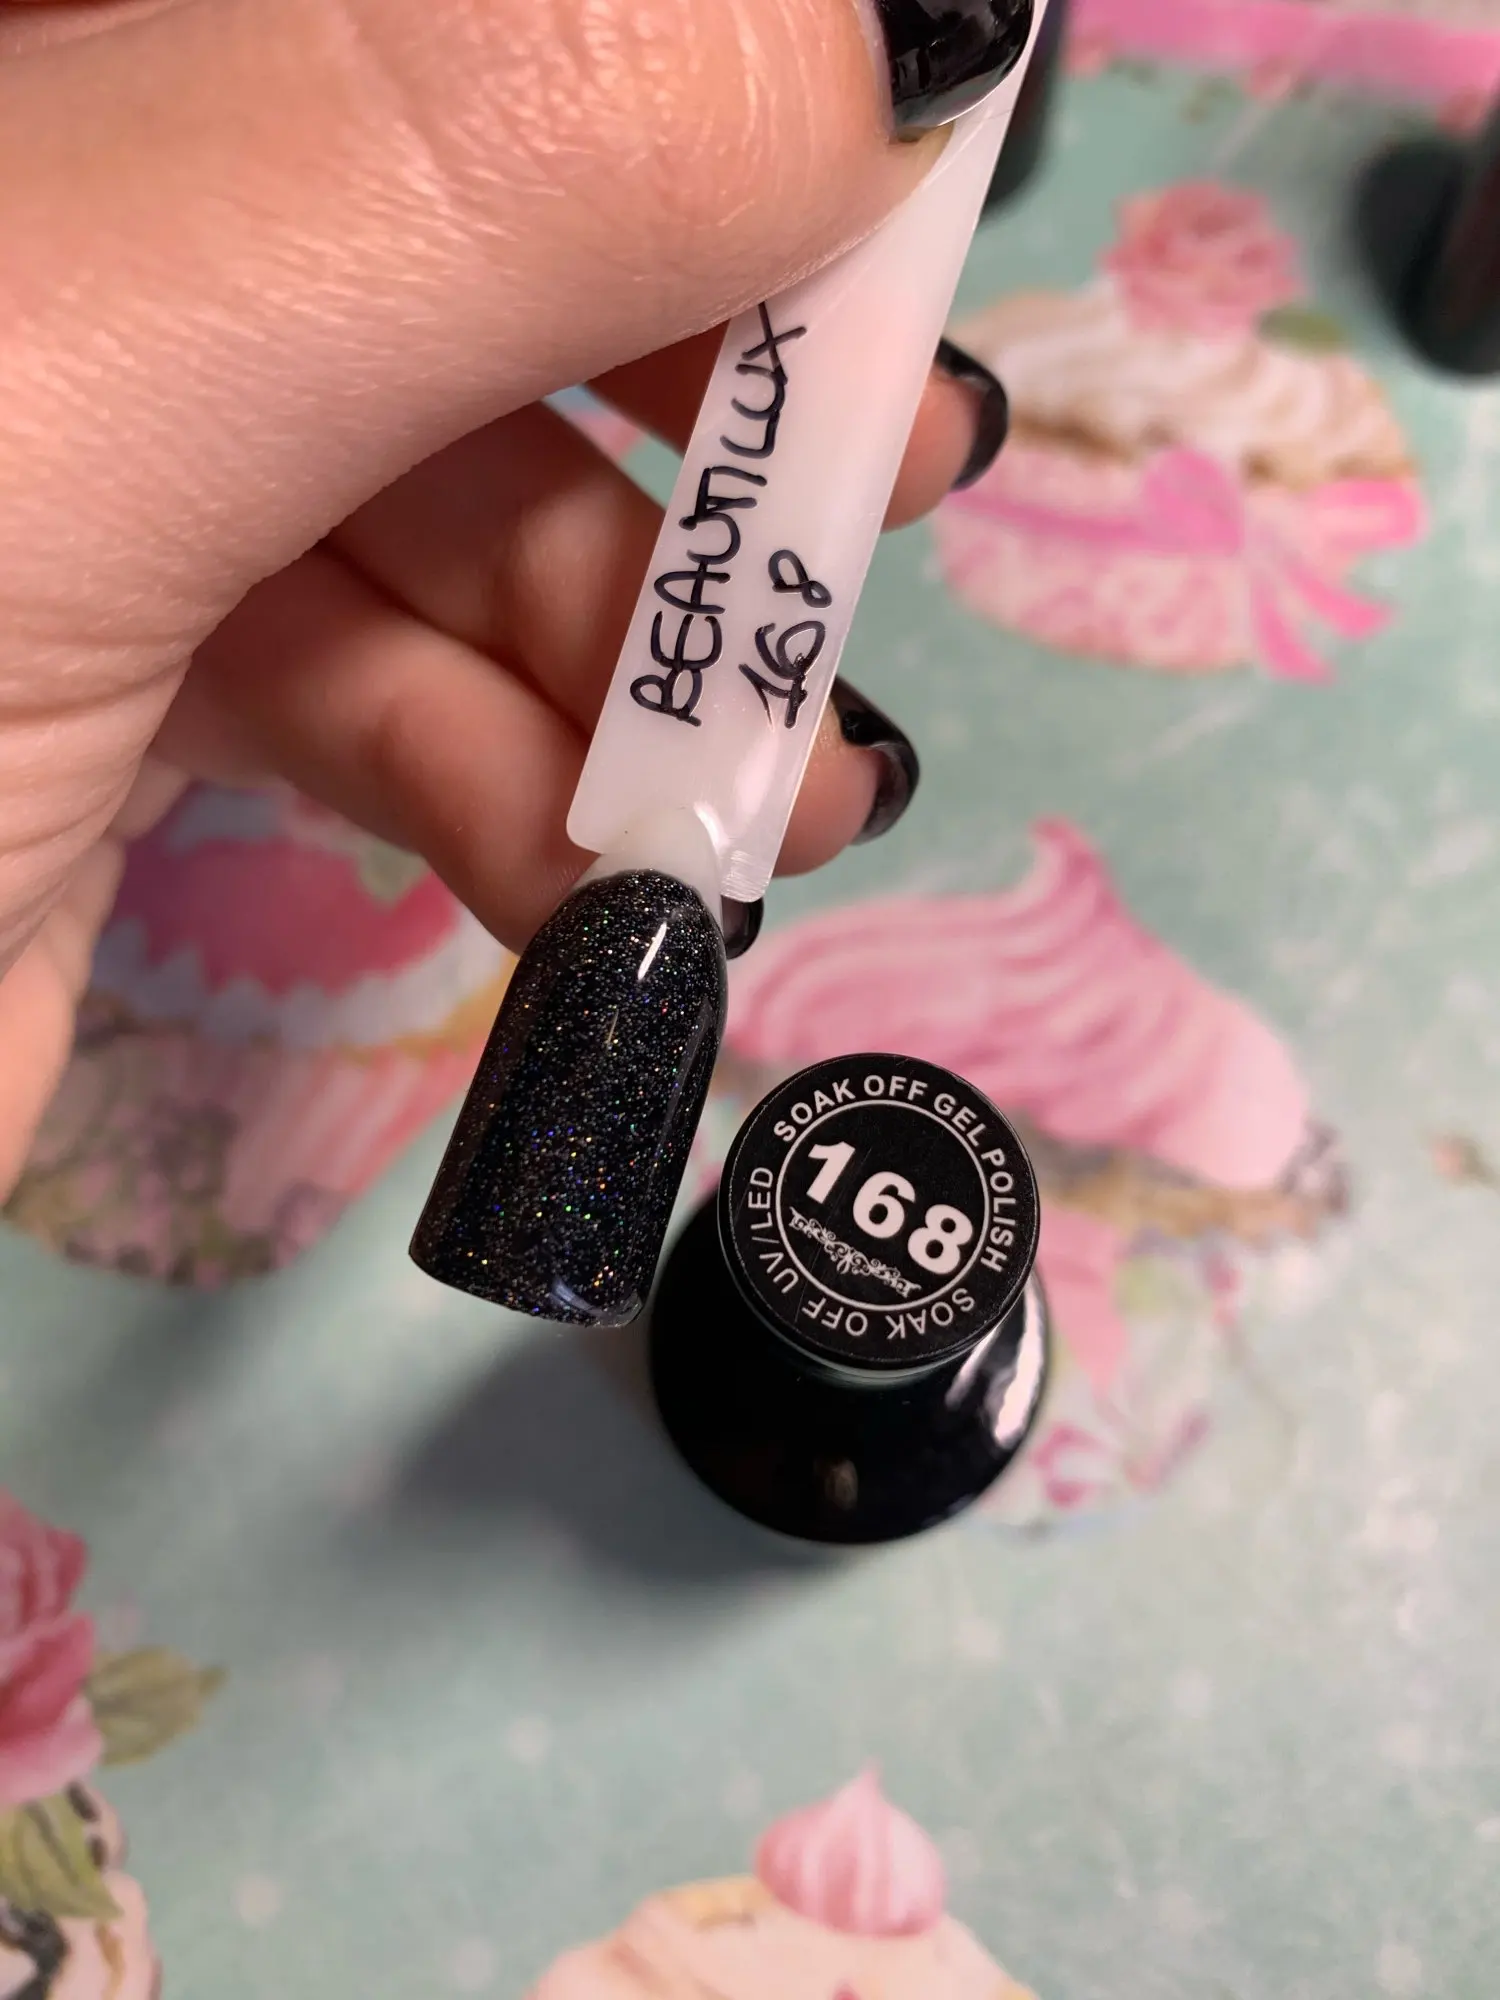 BEAUTILUX
168
SOAK OFF GEL POLISH
168
SOAK OFF UV/LED